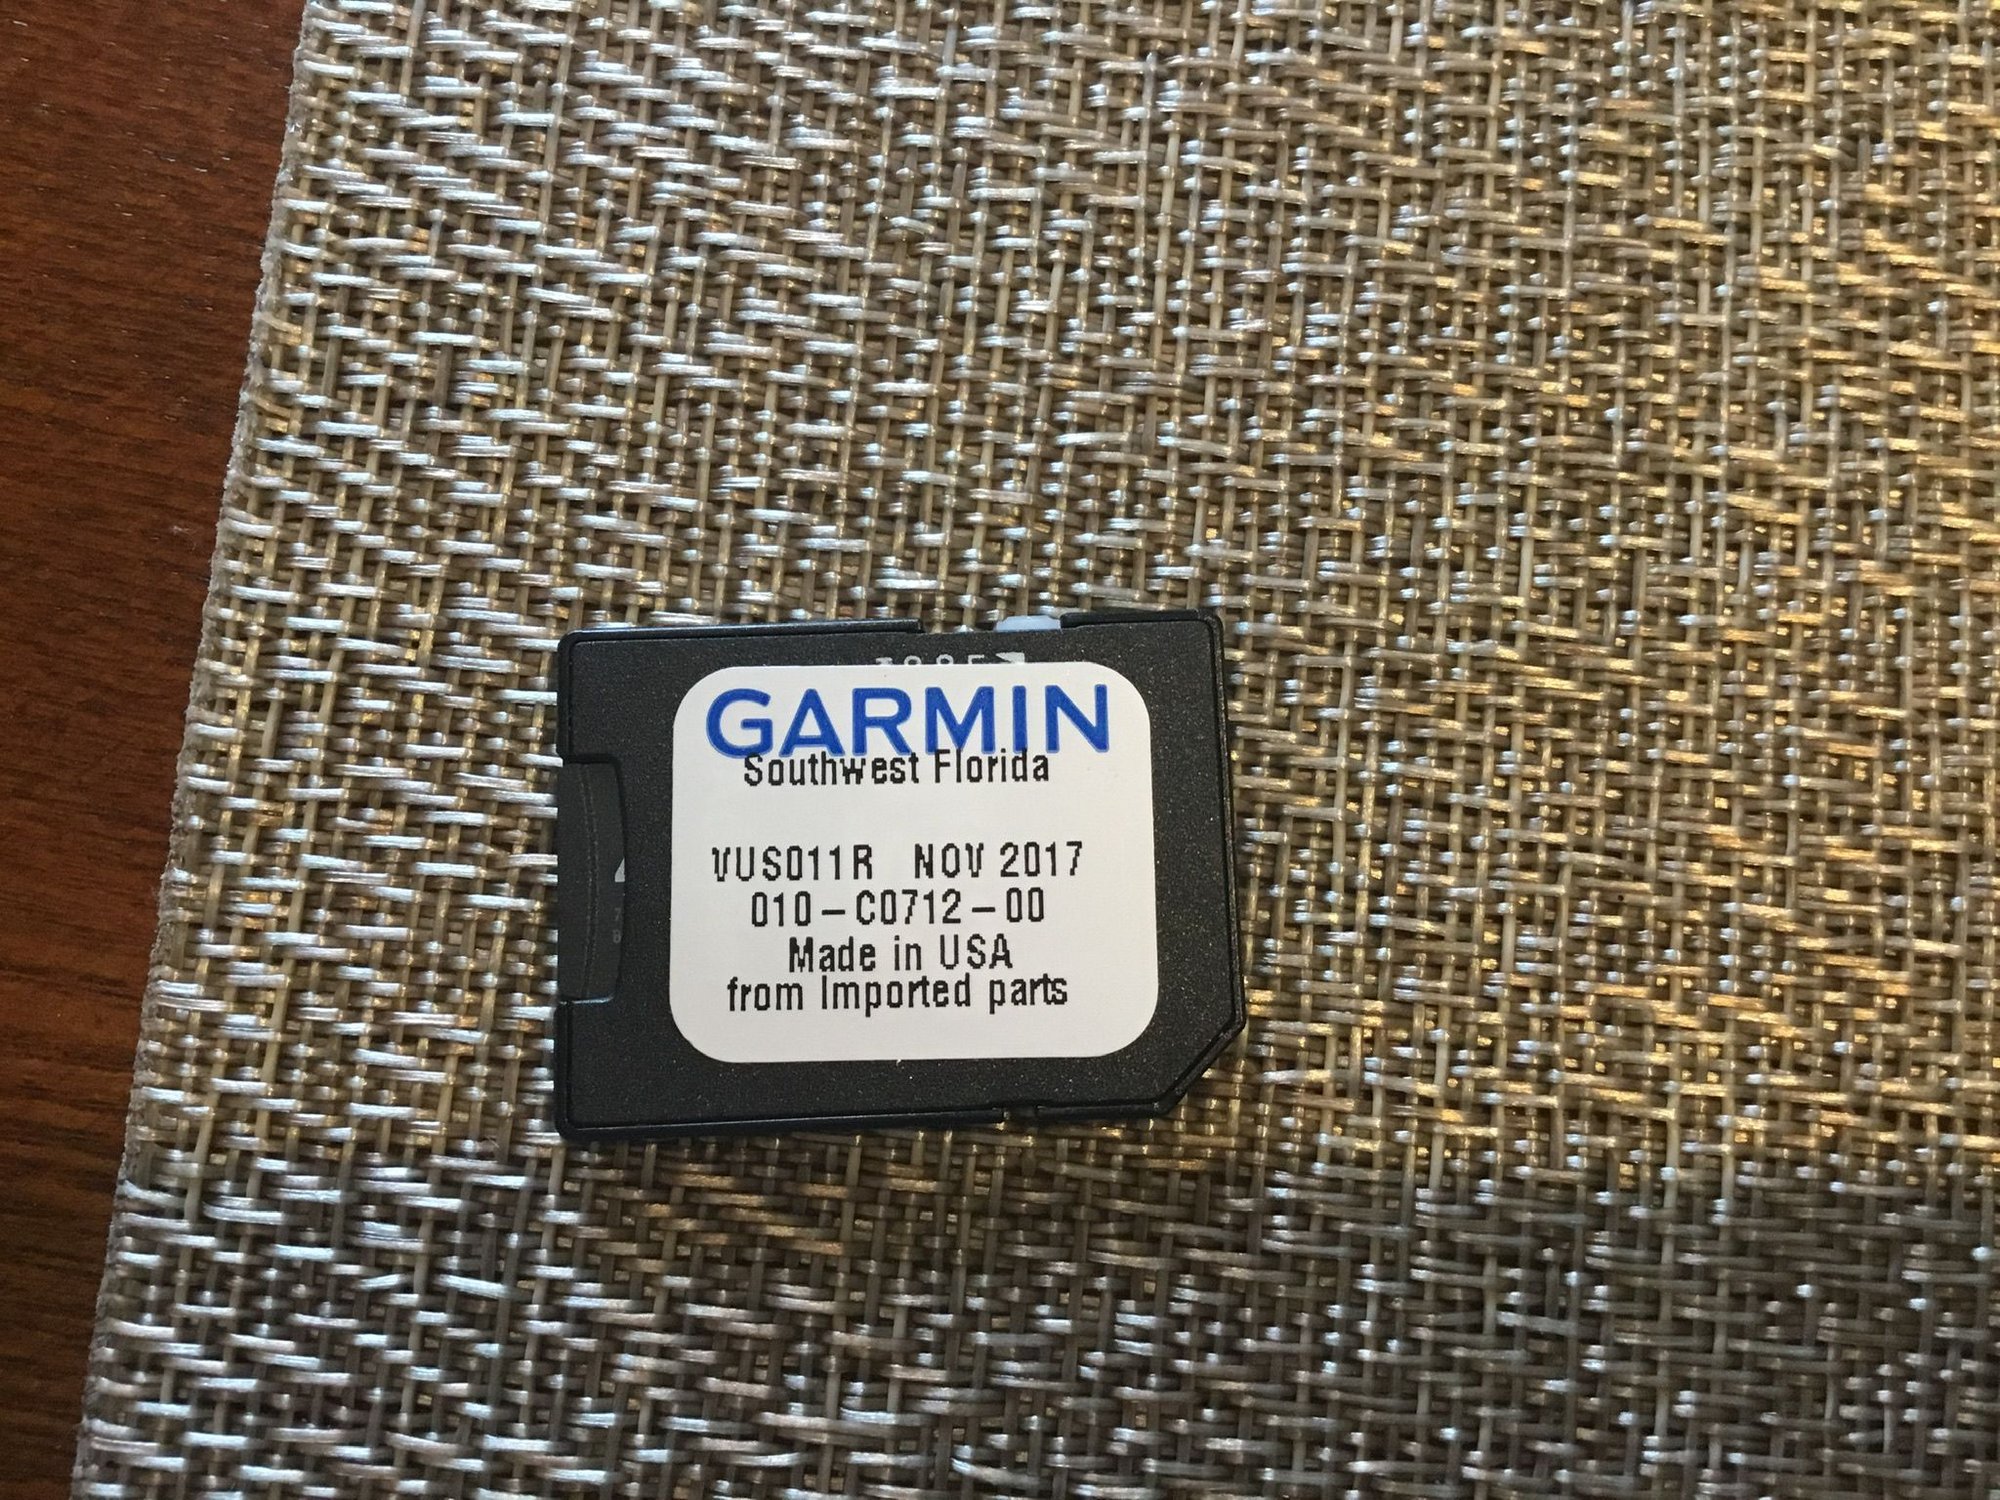 GARMIN
Southwest Florida
VUS011R NOV 2017
010-C0712-00
Made in USA
from Imported parts